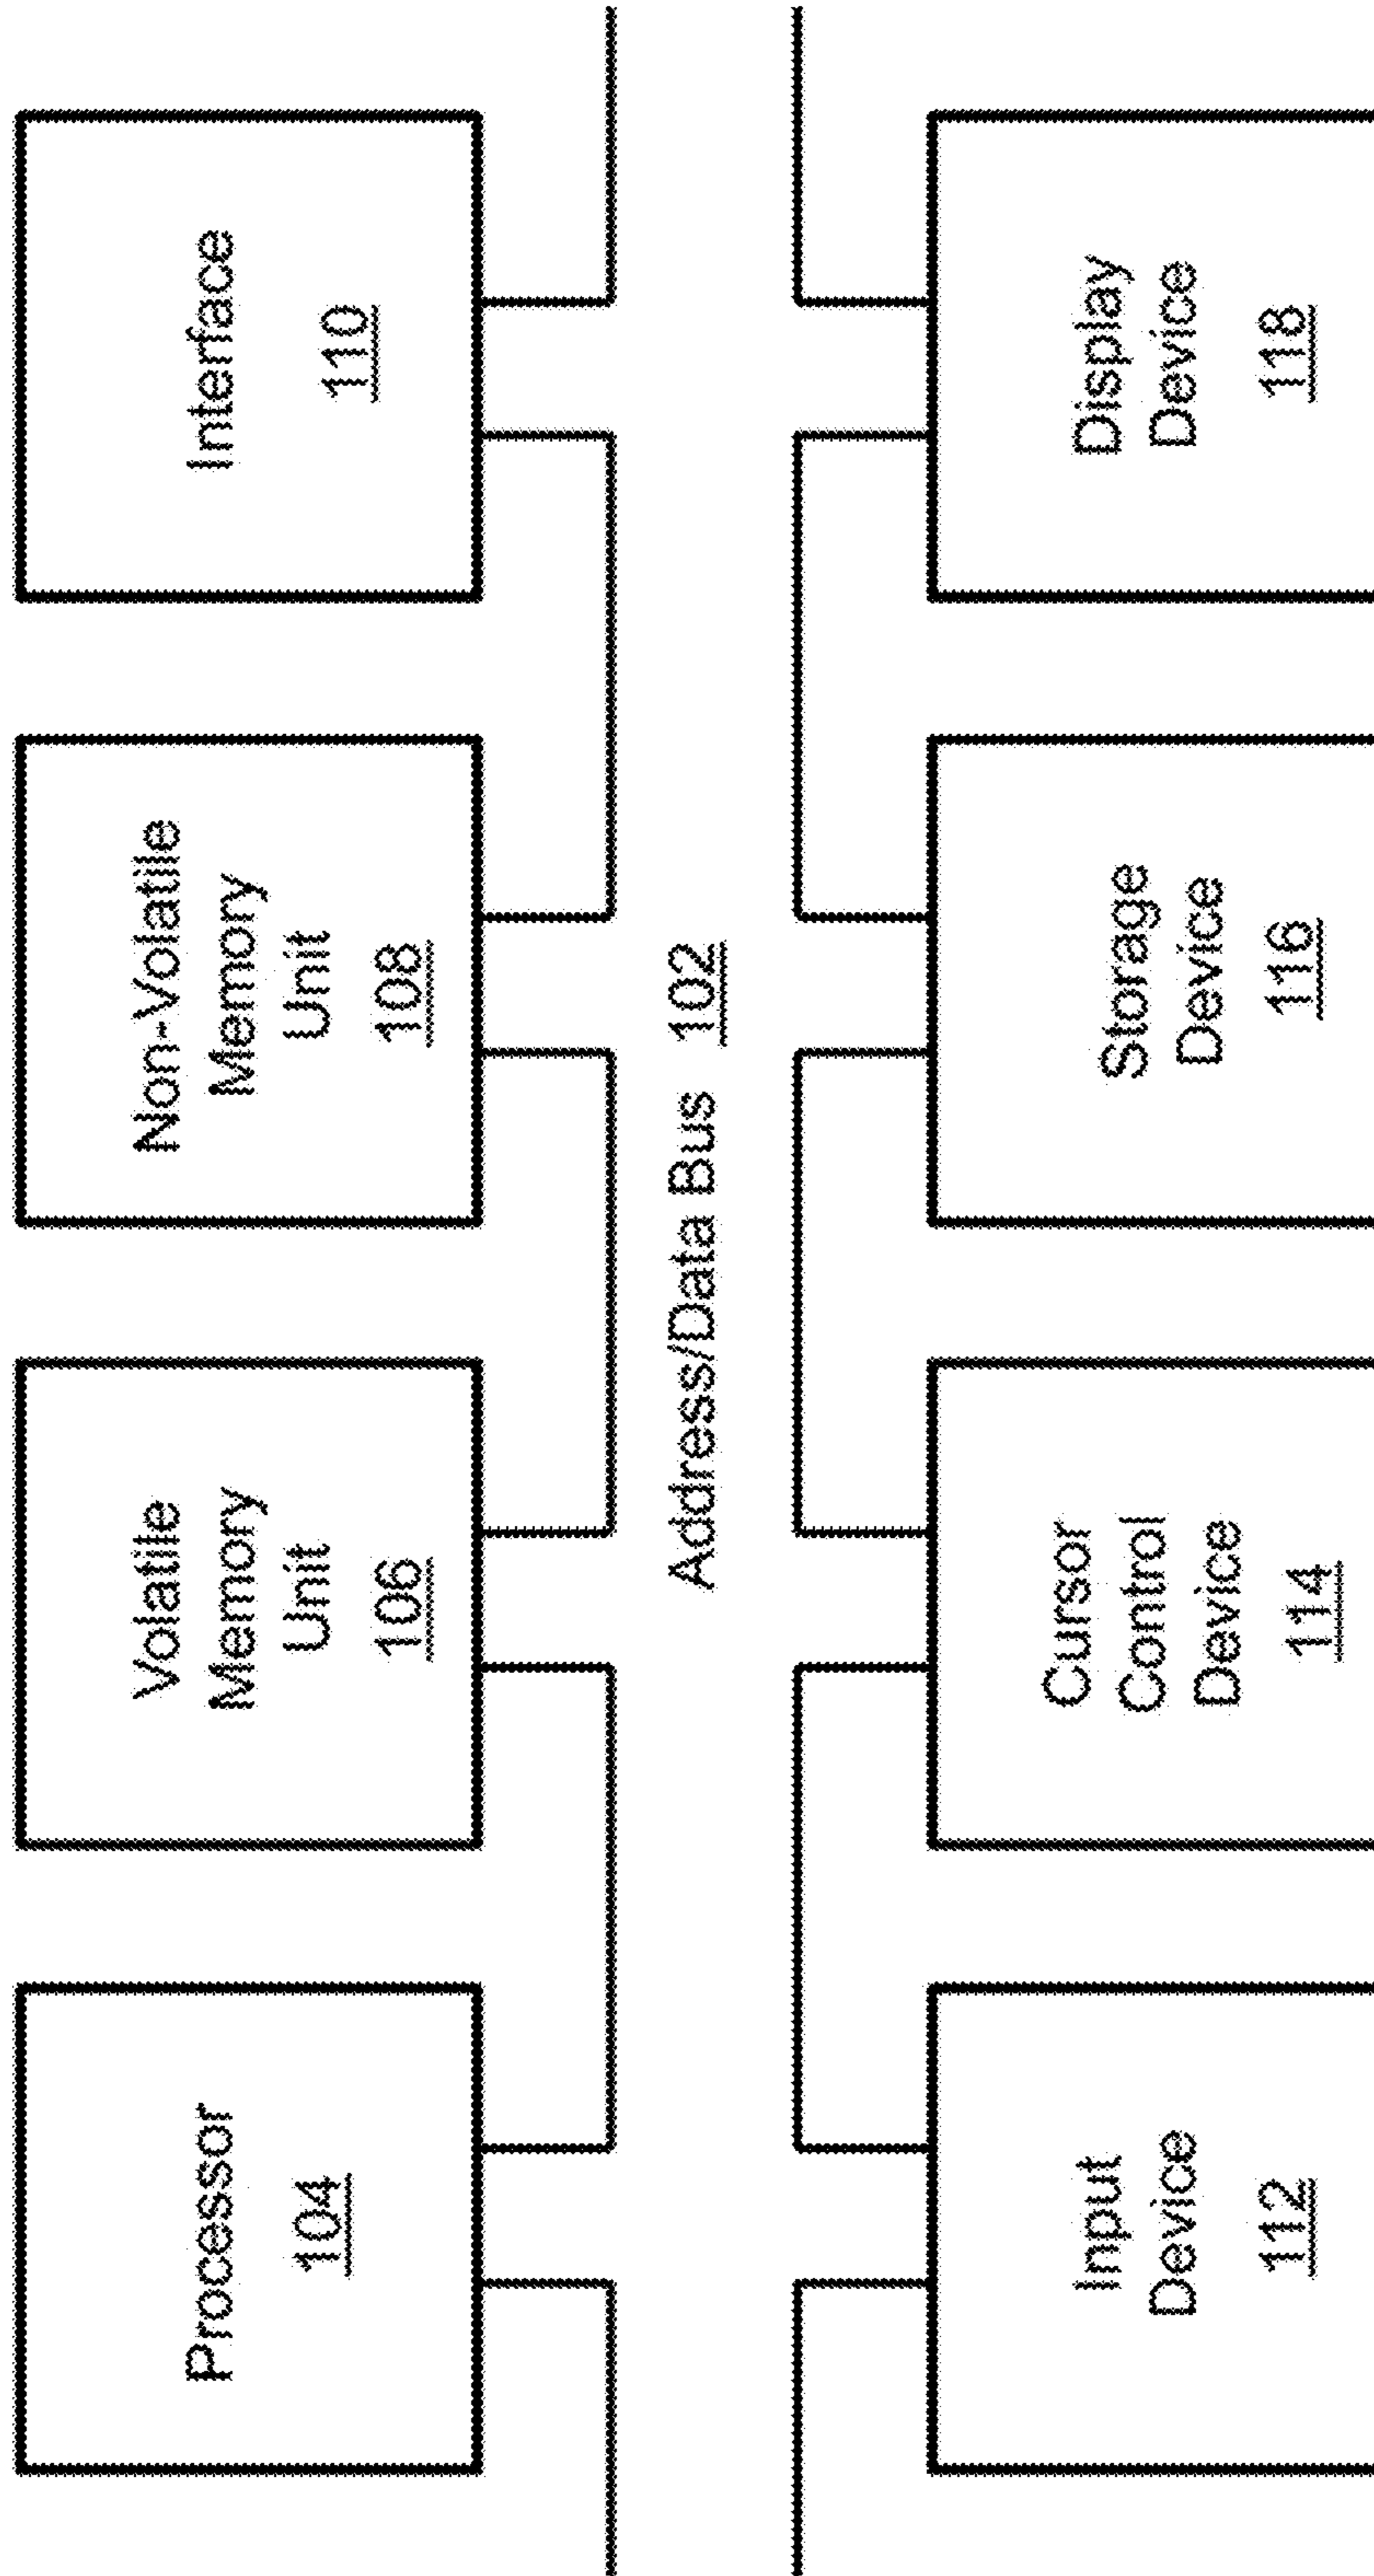 Processor
104
Volatile
Memory
Unit
106
Non-Volatile
Memory
Unit
108
Interface
110
Address/Data Bus 102
Input
Device
112
Cursor
Control
Device
114
Storage
Device
116
Display
Device
118